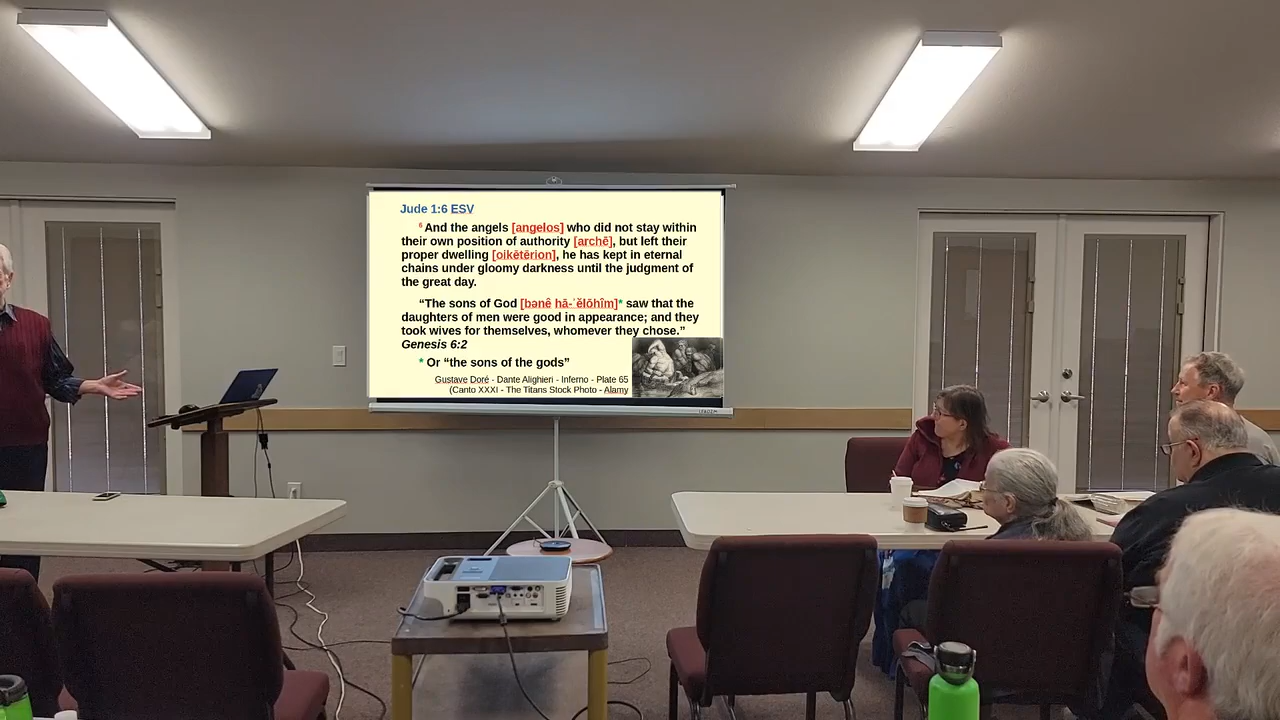 Jude 1:6 ESV
6 And the angels [angelos] who did not stay within
their own position of authority [archē], but left their
proper dwelling [oikētērion], he has kept in eternal
chains under gloomy darkness until the judgment of
the great day.
“The sons of God [bənê hā-ʾĕlōhîm]* saw that the
daughters of men were good in appearance; and they
took wives for themselves, whomever they chose.”
Genesis 6:2
* Or “the sons of the gods”
Gustave Doré - Dante Alighieri - Inferno - Plate 65
(Canto XXXI - The Titans Stock Photo - Alamy